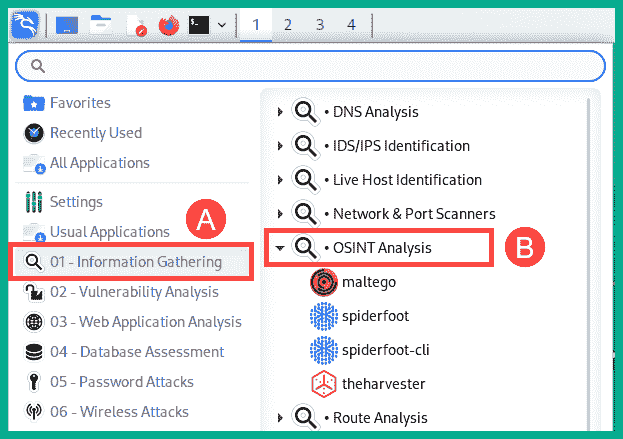 1 2 3 4
Favorites
Recently Used
All Applications
Settings
Usual Applications
A
01 - Information Gathering
02 - Vulnerability Analysis
03 - Web Application Analysis
04 - Database Assessment
05 - Password Attacks
06 - Wireless Attacks
• DNS Analysis
• IDS/IPS Identification
• Live Host Identification
• Network & Port Scanners
• OSINT Analysis
B
maltego
spiderfoot
spiderfoot-cli
theharvester
• Route Analysis